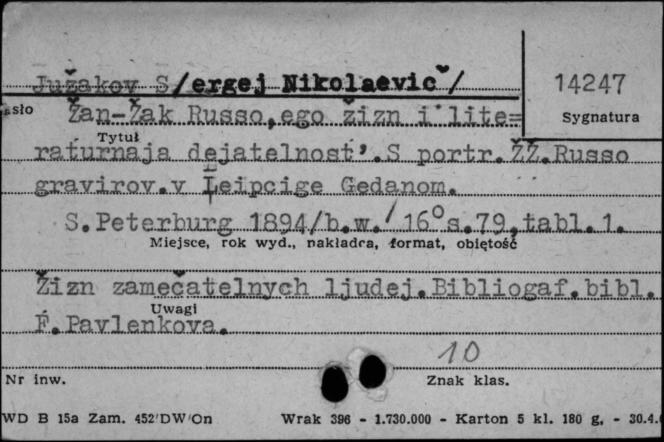 Južakov S/ergej Nikolaevič/
14247
asło
Sygnatura
Žan-Žak Russo, ego žizn i lite=
Tytuł
raturnaja dejatelnost'. S portr. ŽŽ. Russo
gravirov. v Leipcige Gedanom.
S. Peterburg 1894/b.w./ 16° s. 79, tabl. 1.
Miejsce, rok wyd., nakładca, format, objętość
Žizn zamečatelnych ljudej. Bibliogaf. bibl.
Uwagi
F. Pavlenkova.
10
Nr inw.
Znak klas.
WD B 15a Zam. 452/DW/On
Wrak 396 - 1.730.000 - Karton 5 kl. 180 g. - 30.4.